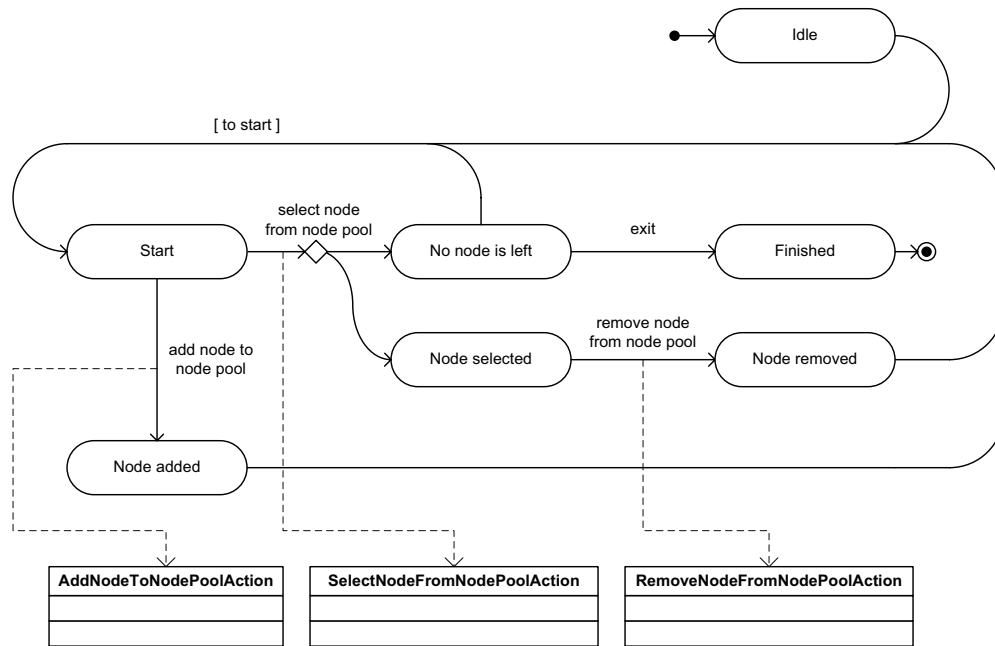 Idle
[ to start ]
select node
from node pool
Start
No node is left
exit
Finished
add node to
node pool
Node selected
remove node
from node pool
Node removed
Node added
AddNodeToNodePoolAction
SelectNodeFromNodePoolAction
RemoveNodeFromNodePoolAction